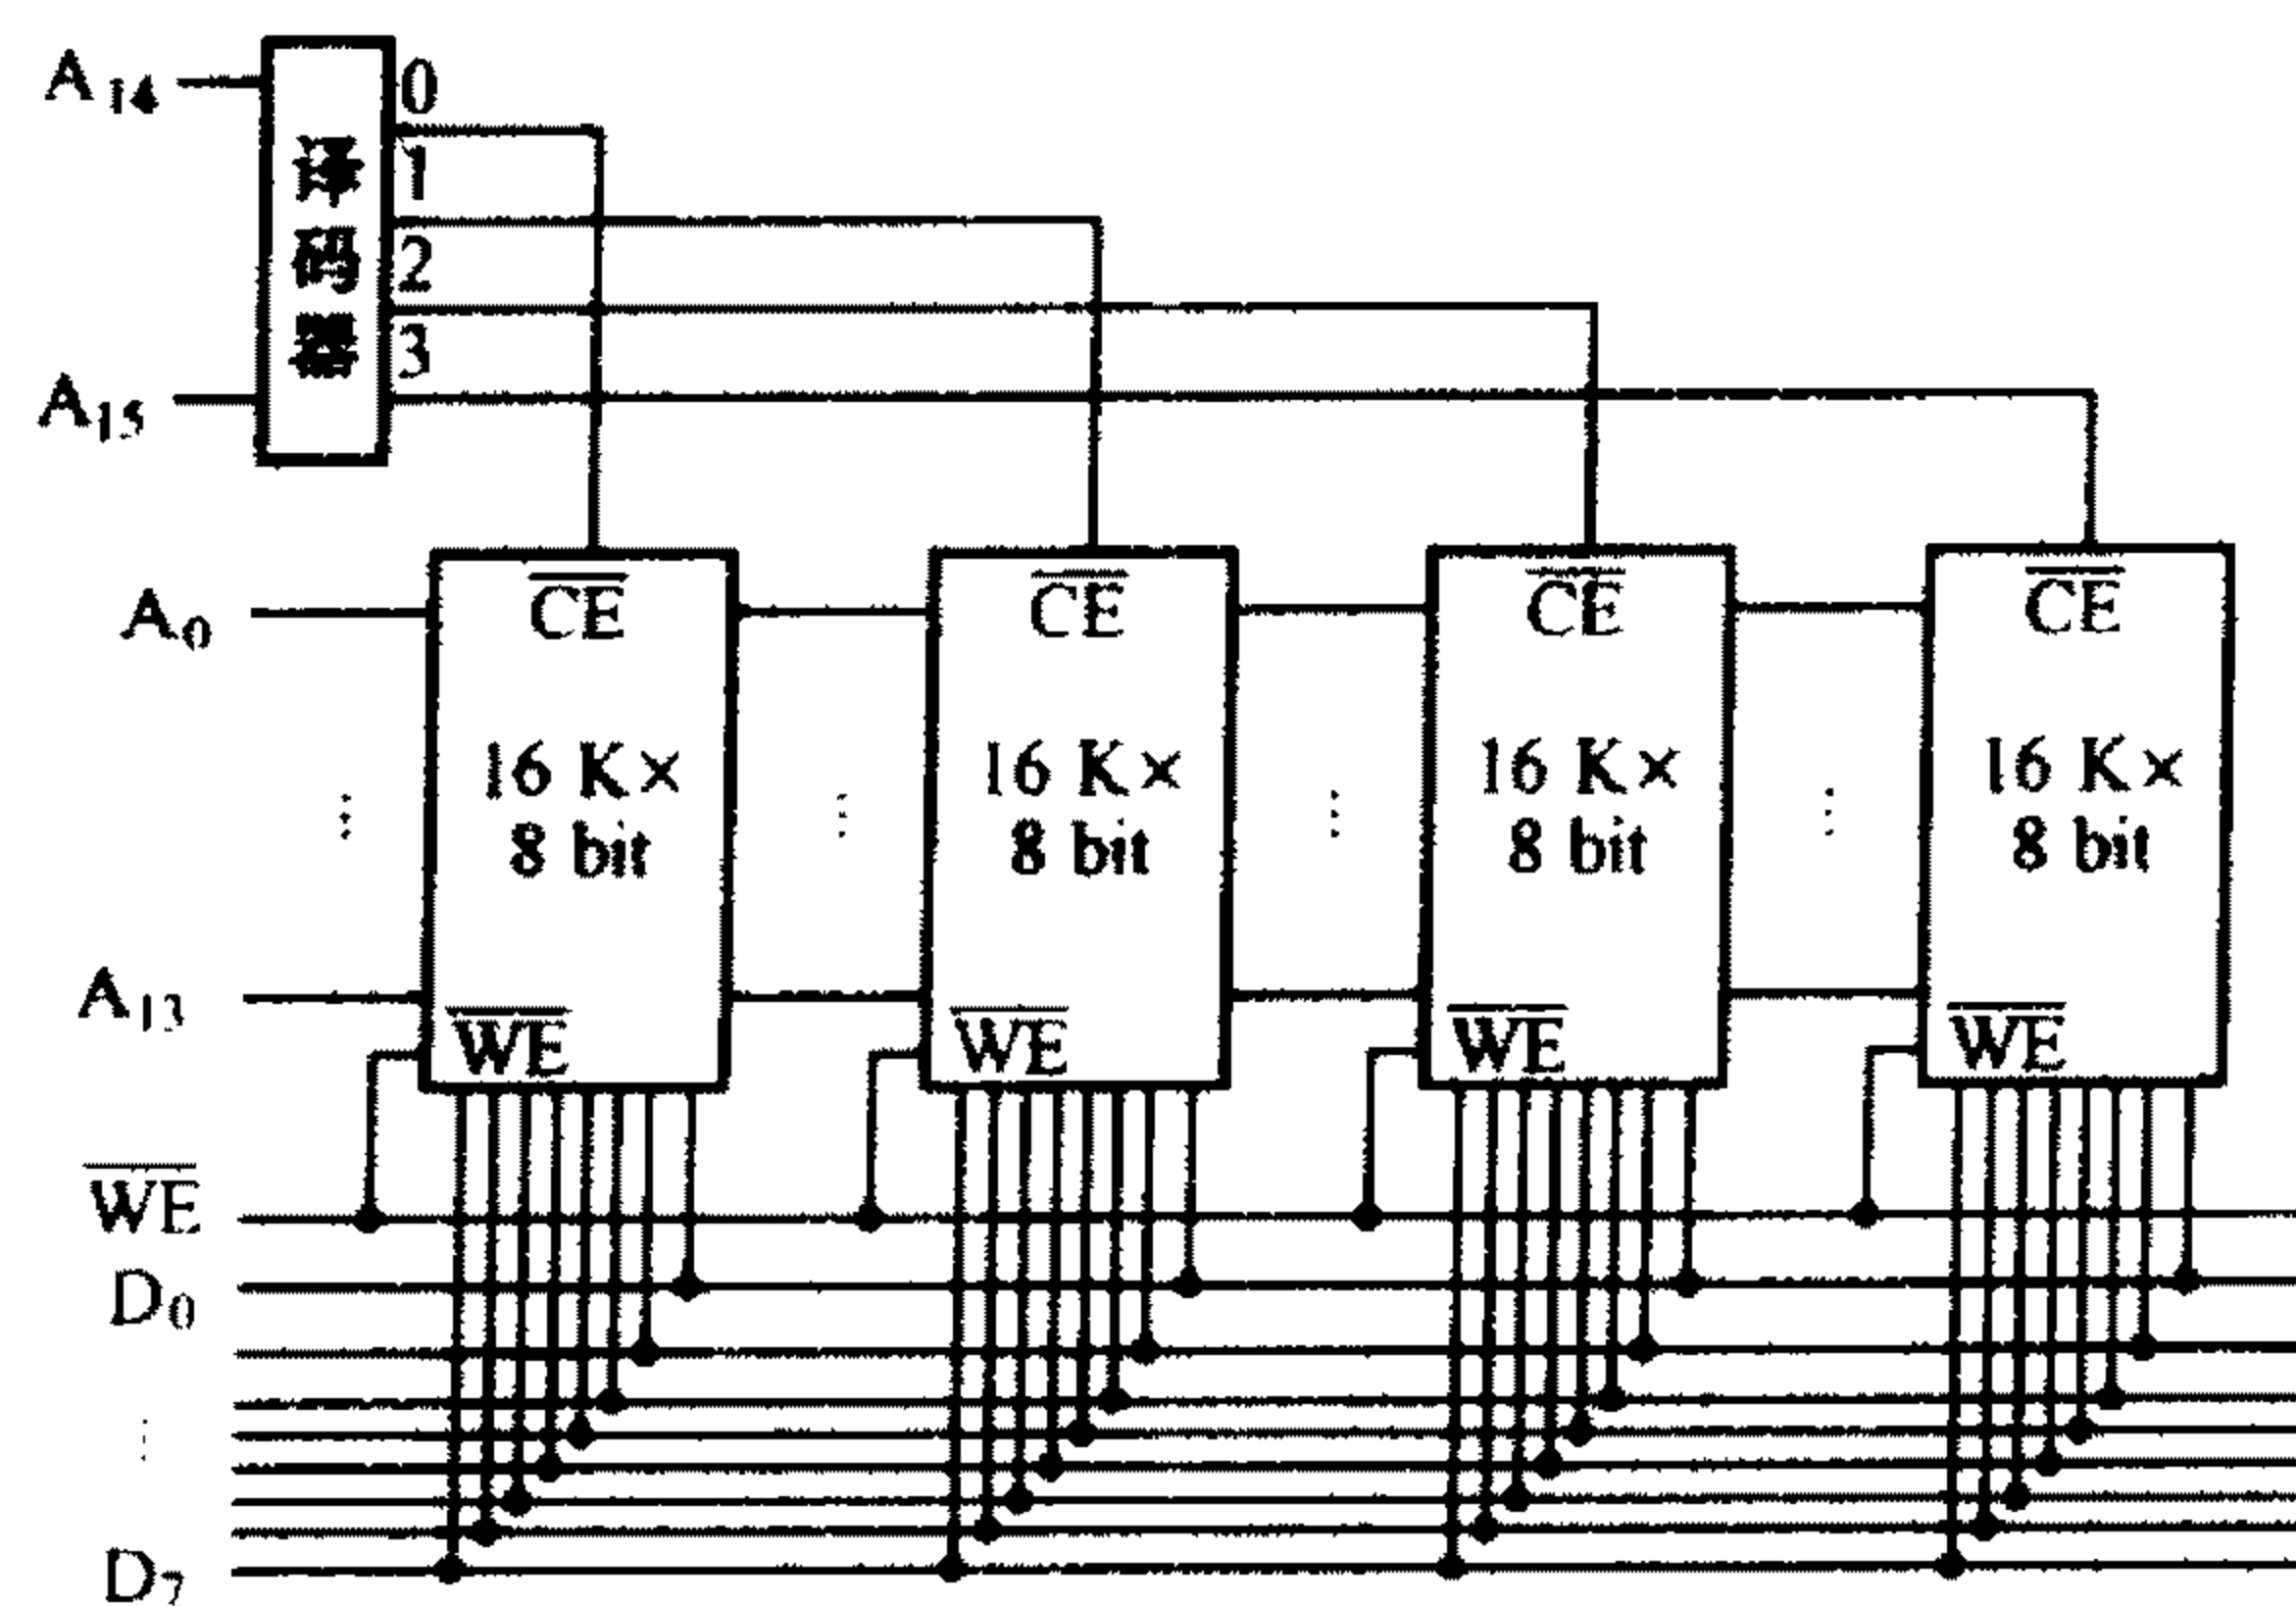 A14
0
译码器
1
2
3
A15
A0
CE CE CE CE
16 K× 16 K× 16 K× 16 K×
8 bit 8 bit 8 bit 8 bit
⋮ ⋮ ⋮ ⋮
A13
WE WE WE WE
WE
D0
⋮
D7